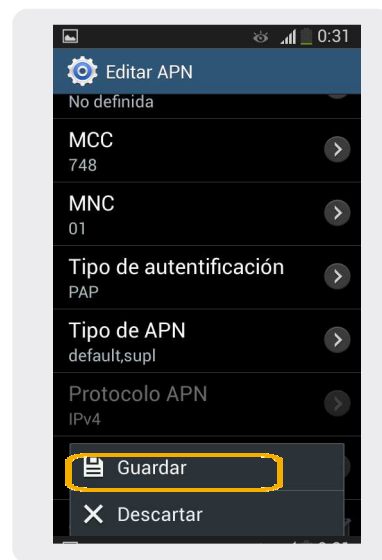 0:31
Editar APN
No definida
MCC
748
MNC
01
Tipo de autentificación
PAP
Tipo de APN
default,supl
Protocolo APN
IPv4
Guardar
Descartar